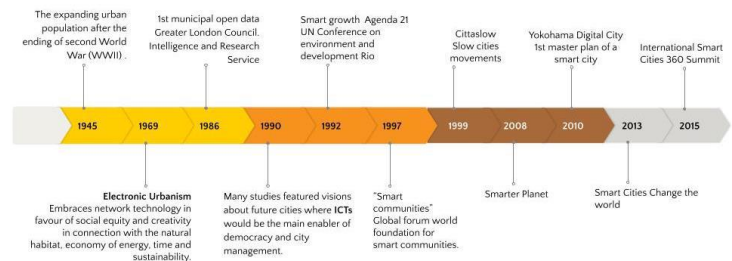 The expanding urban
population after the
ending of second World
War (WWII) .
1st municipal open data
Greater London Council.
Intelligence and Research
Service
Smart growth Agenda 21
UN Conference on
environment and
development Rio
Cittaslow
Slow cities
movements
Yokohama Digital City
1st master plan of a
smart city
International Smart
Cities 360 Summit
1945 1969 1986 1990 1992 1997 1999 2008 2010 2013 2015
Electronic Urbanism
Embraces network technology in
favour of social equity and creativity
in connection with the natural
habitat, economy of energy, time and
sustainability.
Many studies featured visions
about future cities where ICTs
would be the main enabler of
democracy and city
management.
"Smart
communities"
Global forum world
foundation for
smart communities.
Smarter Planet
Smart Cities Change the
world